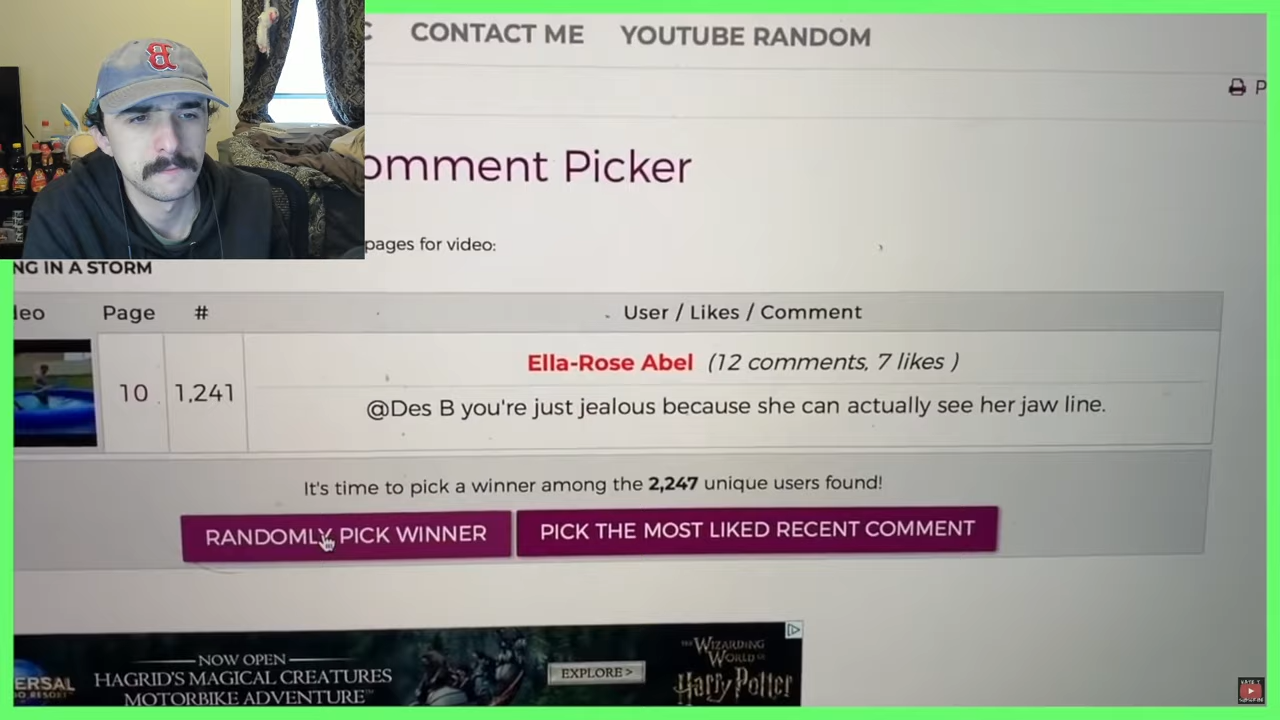 CONTACT ME YOUTUBE RANDOM
omment Picker
pages for video:
NG IN A STORM
Page # User / Likes / Comment
10 1,241 Ella-Rose Abel (12 comments, 7 likes )
@Des B you're just jealous because she can actually see her jaw line.
It's time to pick a winner among the 2,247 unique users found!
RANDOMLY PICK WINNER PICK THE MOST LIKED RECENT COMMENT
NOW OPEN
HAGRID'S MAGICAL CREATURES
MOTORBIKE ADVENTURE™
EXPLORE >
THE WIZARDING
WORLD OF
Harry Potter